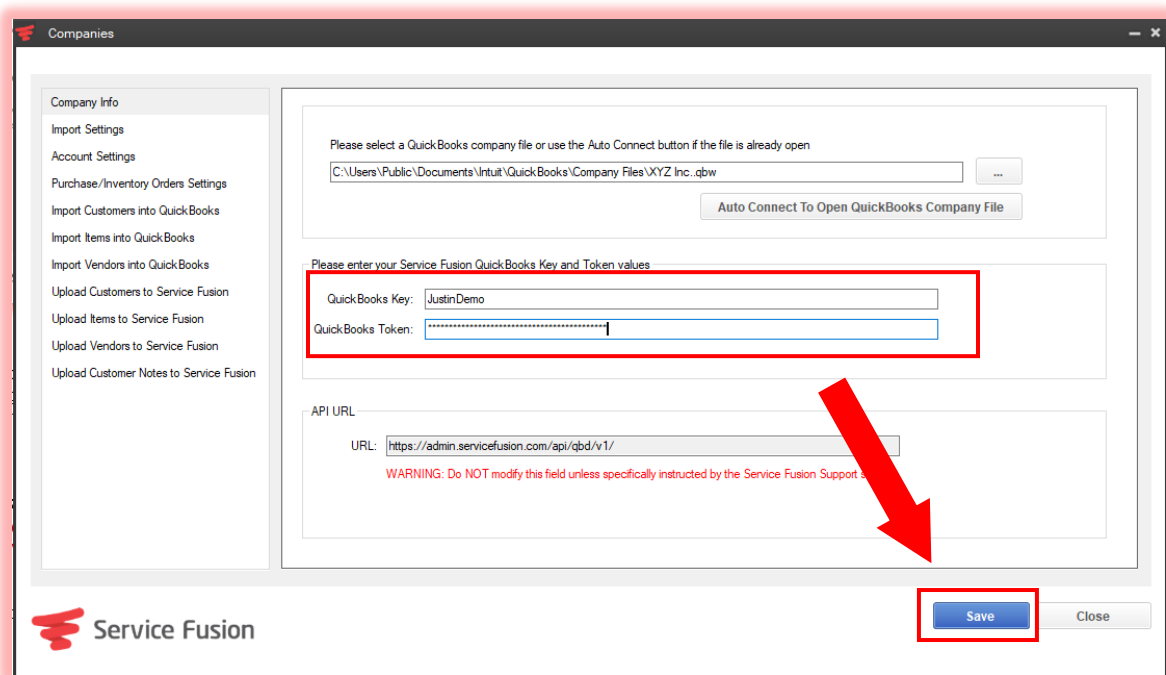 Companies
Company Info
Import Settings
Account Settings
Purchase/Inventory Orders Settings
Import Customers into QuickBooks
Import Items into QuickBooks
Import Vendors into QuickBooks
Upload Customers to Service Fusion
Upload Items to Service Fusion
Upload Vendors to Service Fusion
Upload Customer Notes to Service Fusion
Please select a QuickBooks company file or use the Auto Connect button if the file is already open
C:\Users\Public\Documents\Intuit\QuickBooks\Company Files\XYZ Inc..qbw
...
Auto Connect To Open QuickBooks Company File
Please enter your Service Fusion QuickBooks Key and Token values
QuickBooks Key: JustinDemo
QuickBooks Token: *******************************************
API URL
URL: https://admin.servicefusion.com/api/qbd/v1/
WARNING: Do NOT modify this field unless specifically instructed by the Service Fusion Support
Service Fusion
Save
Close